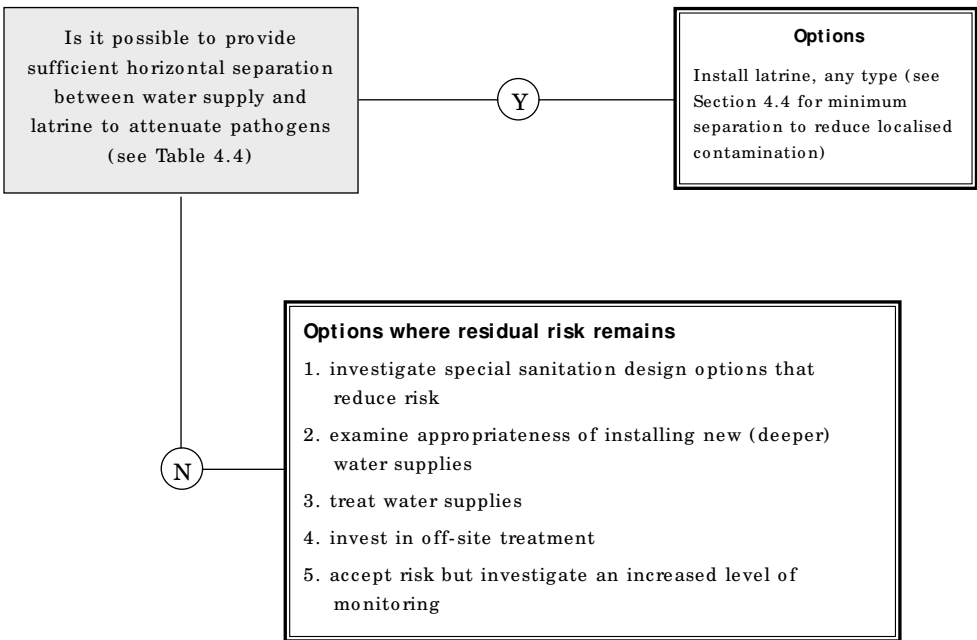 Is it possible to provide
sufficient horizontal separation
between water supply and
latrine to attenuate pathogens
(see Table 4.4)
Y
Options
Install latrine, any type (see
Section 4.4 for minimum
separation to reduce localised
contamination)
N
Options where residual risk remains
1. investigate special sanitation design options that
reduce risk
2. examine appropriateness of installing new (deeper)
water supplies
3. treat water supplies
4. invest in off-site treatment
5. accept risk but investigate an increased level of
monitoring